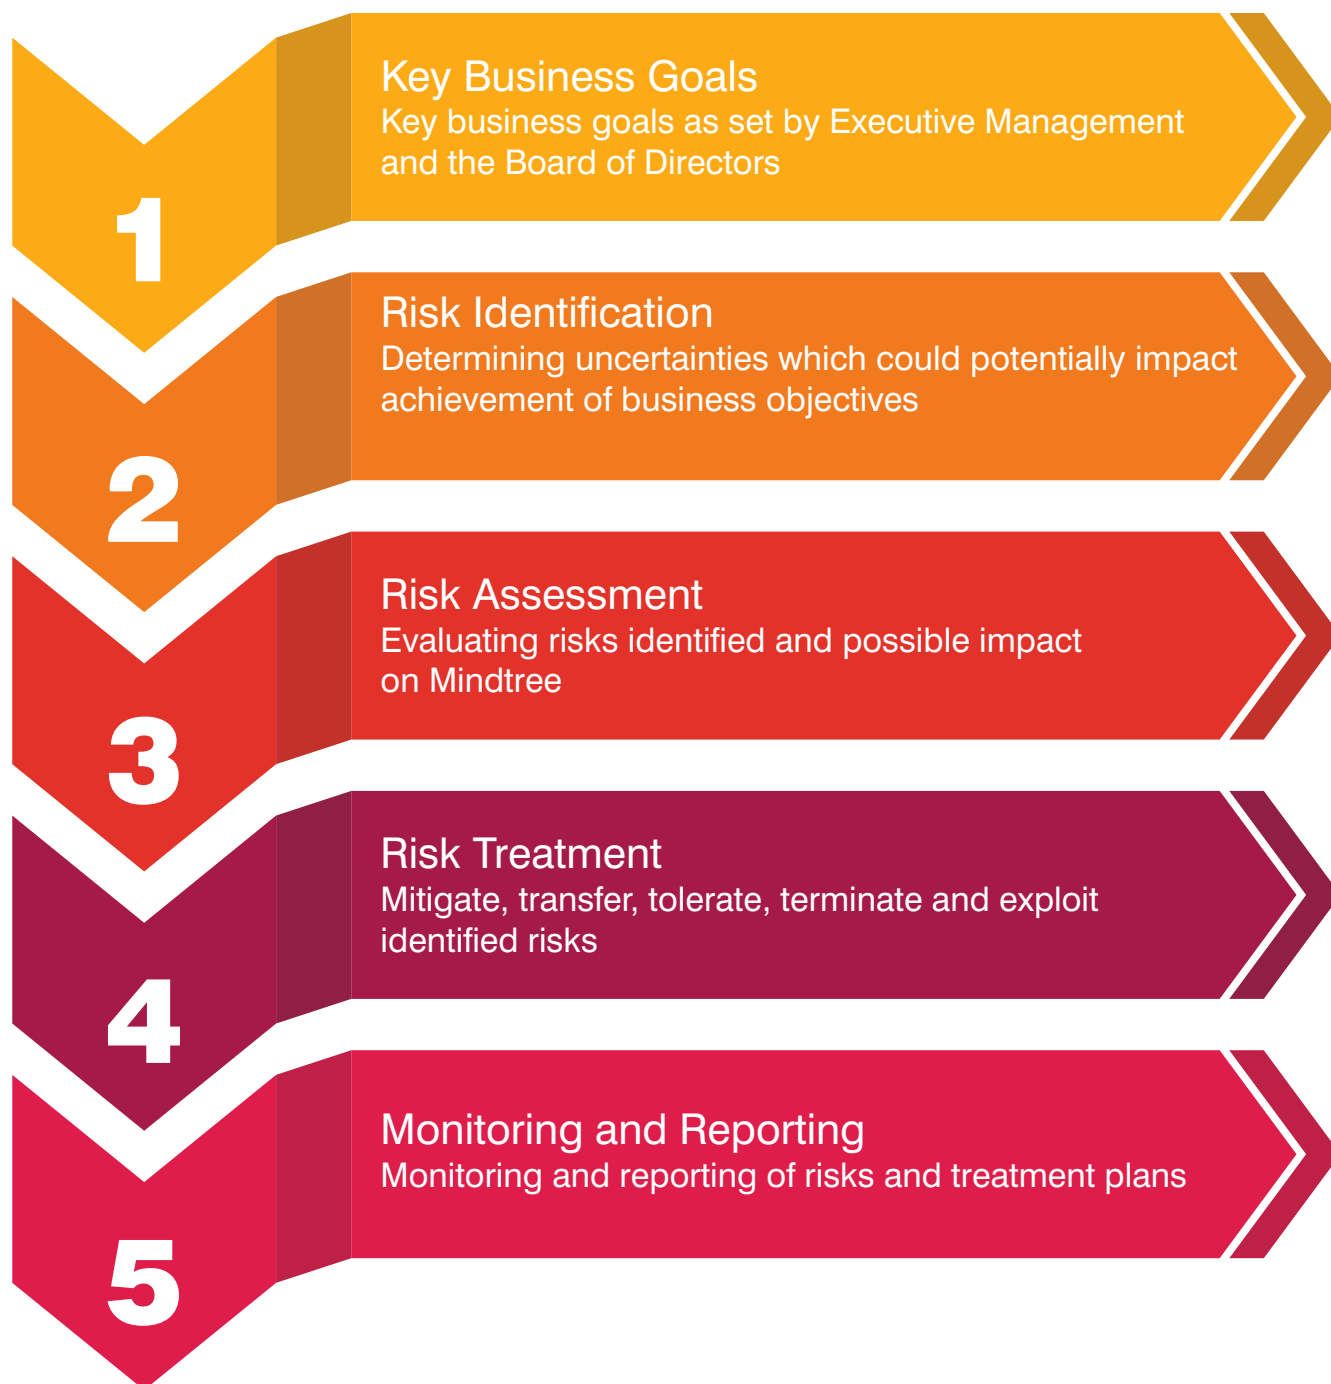 Key Business Goals
Key business goals as set by Executive Management
and the Board of Directors
1
Risk Identification
Determining uncertainties which could potentially impact
achievement of business objectives
2
Risk Assessment
Evaluating risks identified and possible impact
on Mindtree
3
Risk Treatment
Mitigate, transfer, tolerate, terminate and exploit
identified risks
4
Monitoring and Reporting
Monitoring and reporting of risks and treatment plans
5